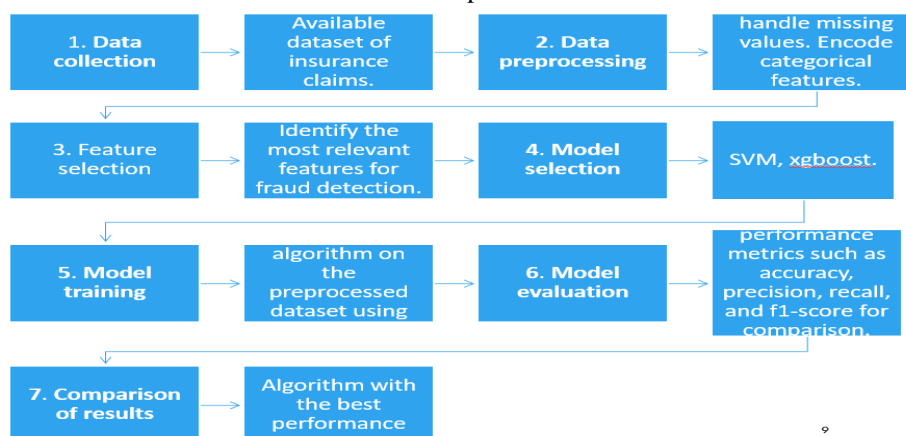 1. Data
collection
Available
dataset of
insurance
claims.
2. Data
preprocessing
handle missing
values. Encode
categorical
features.
3. Feature
selection
Identify the
most relevant
features for
fraud detection.
4. Model
selection
SVM, xgboost.
5. Model
training
algorithm on
the
preprocessed
dataset using
6. Model
evaluation
performance
metrics such as
accuracy,
precision, recall,
and f1-score for
comparison.
7. Comparison
of results
Algorithm with
the best
performance
9